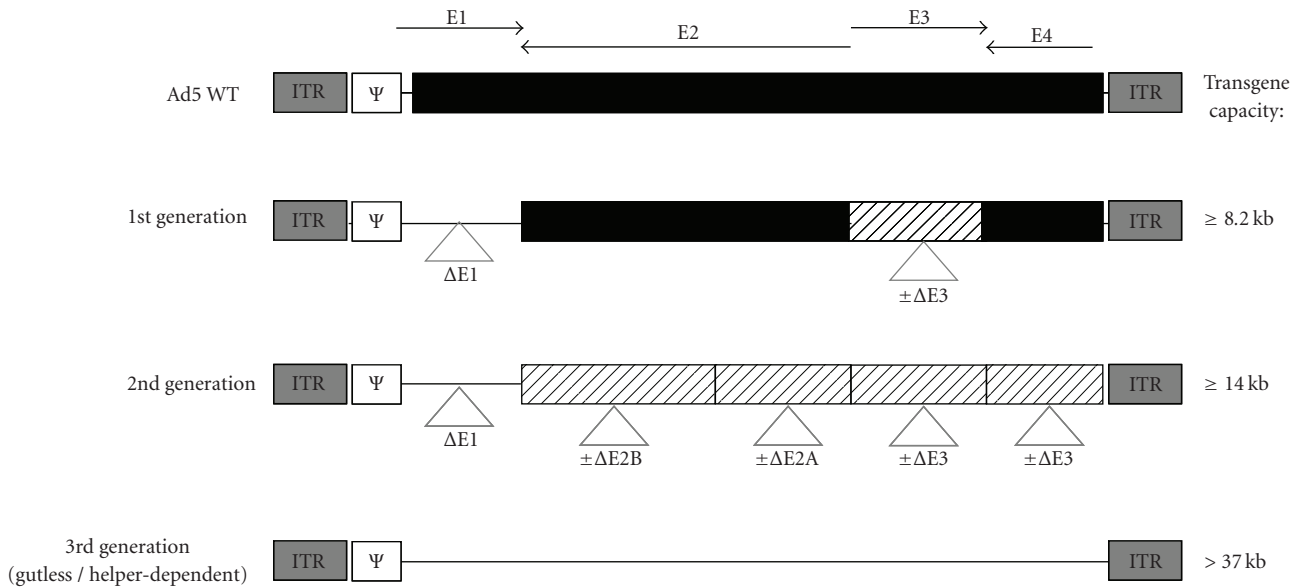 E1
E2
E3
E4
Ad5 WT
ITR
Ψ
ITR
Transgene
capacity:
1st generation
ITR
Ψ
ΔE1
±ΔE3
ITR
≥ 8.2 kb
2nd generation
ITR
Ψ
ΔE1
±ΔE2B
±ΔE2A
±ΔE3
±ΔE3
ITR
≥ 14 kb
3rd generation
(gutless / helper-dependent)
ITR
Ψ
ITR
> 37 kb